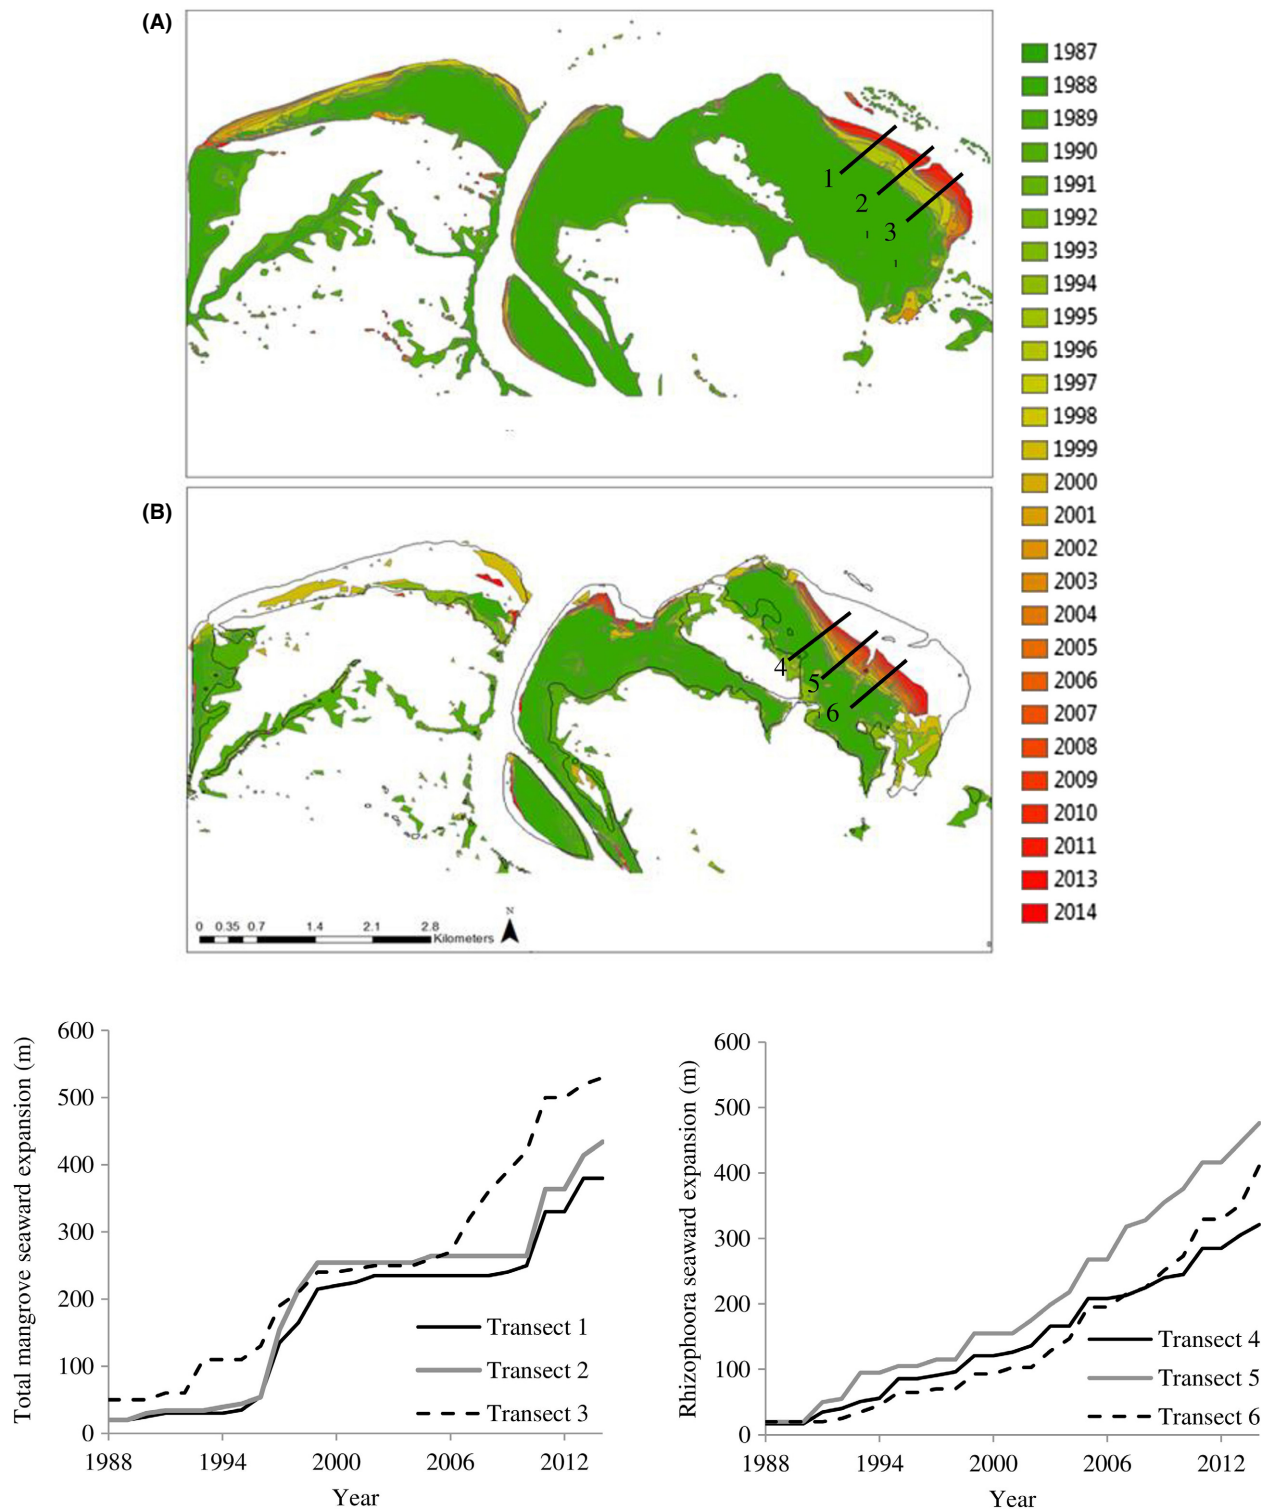 (A)
1
2
3
1987
1988
1989
1990
1991
1992
1993
1994
1995
1996
1997
1998
1999
2000
2001
2002
2003
2004
2005
2006
2007
2008
2009
2010
2011
2013
2014
(B)
4
5
6
0 0.35 0.7 1.4 2.1 2.8
Kilometers
N
Total mangrove seaward expansion (m)
600
500
400
300
200
100
0
1988 1994 2000 2006 2012
Year
Transect 1
Transect 2
Transect 3
Rhizophoora seaward expansion (m)
600
500
400
300
200
100
0
1988 1994 2000 2006 2012
Year
Transect 4
Transect 5
Transect 6